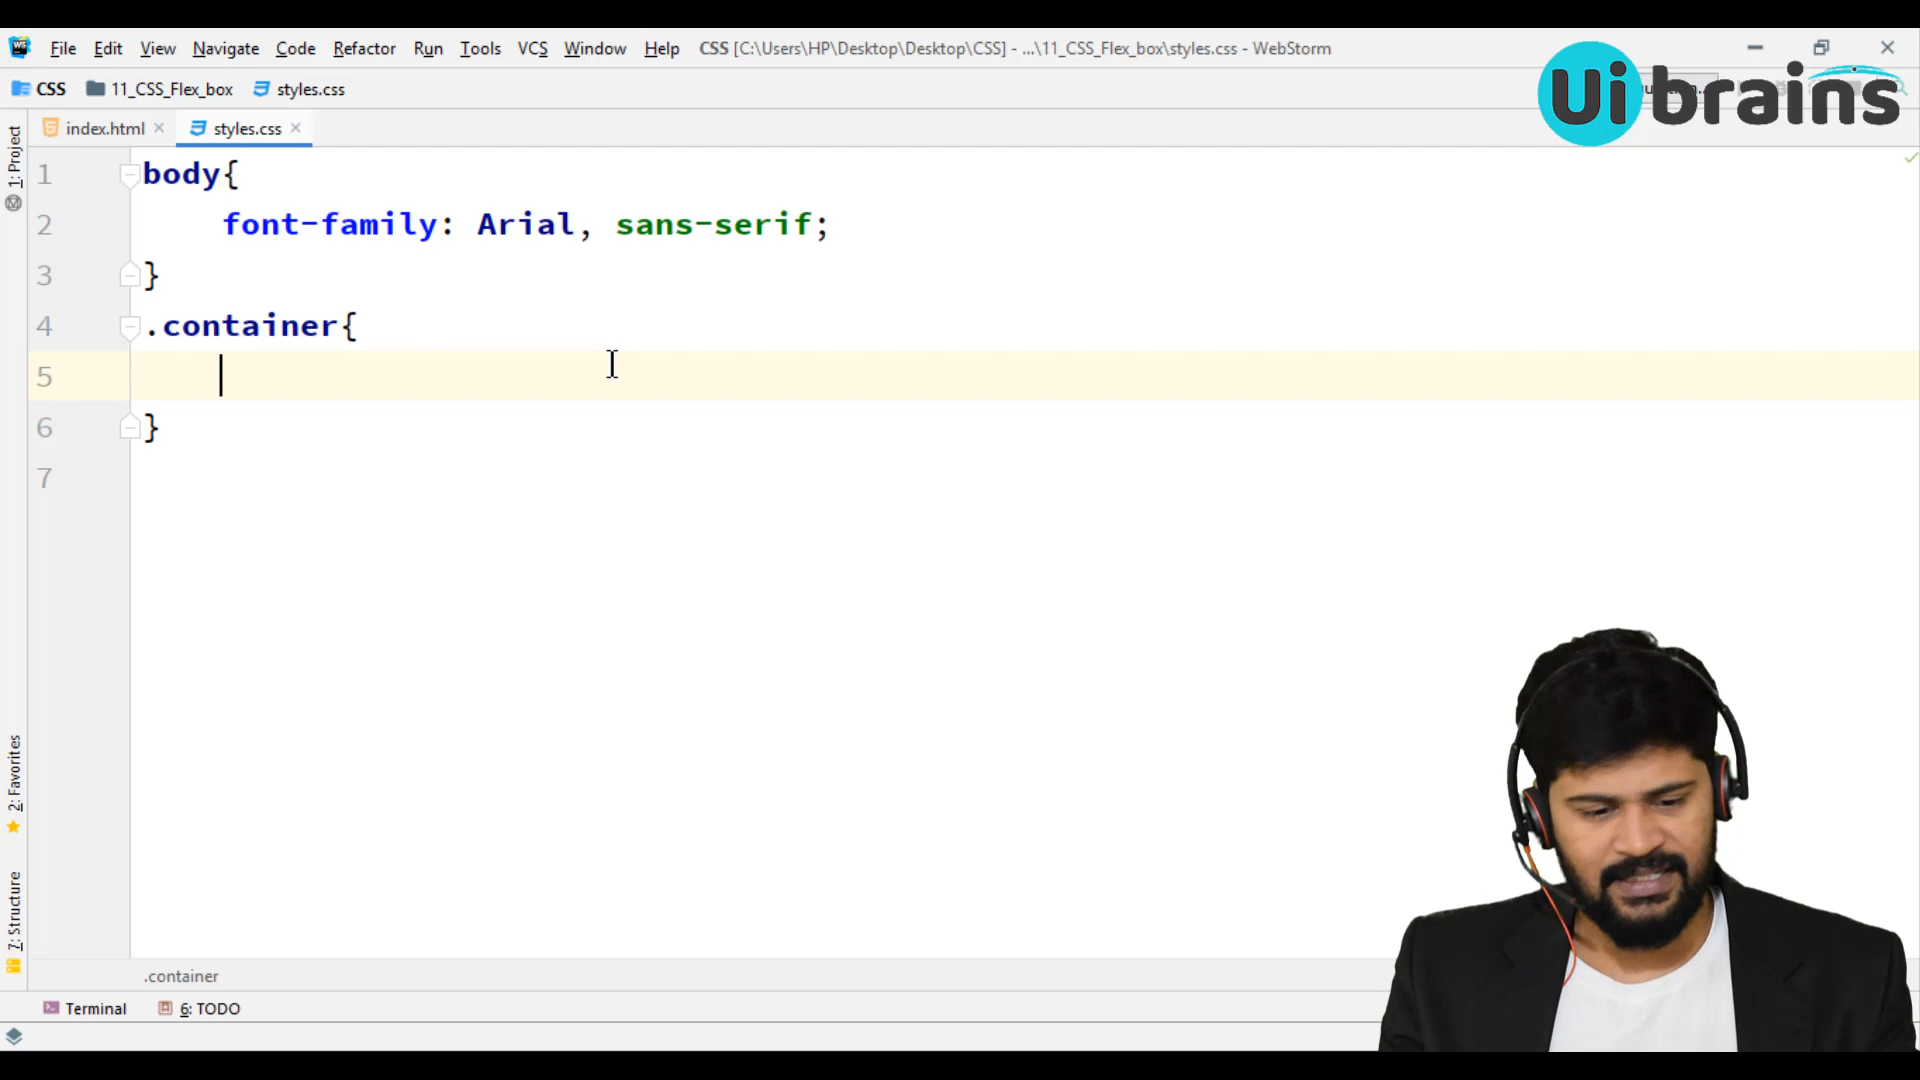 File Edit View Navigate Code Refactor Run Tools VCS Window Help CSS [C:\Users\HP\Desktop\Desktop\CSS] - ...\11_CSS_Flex_box\styles.css - WebStorm
CSS 11_CSS_Flex_box styles.css
Ui brains
index.html styles.css
1: Project
1 body{
2 font-family: Arial, sans-serif;
3 }
4 .container{
5
6 }
7
2: Favorites
7: Structure
.container
Terminal 6: TODO